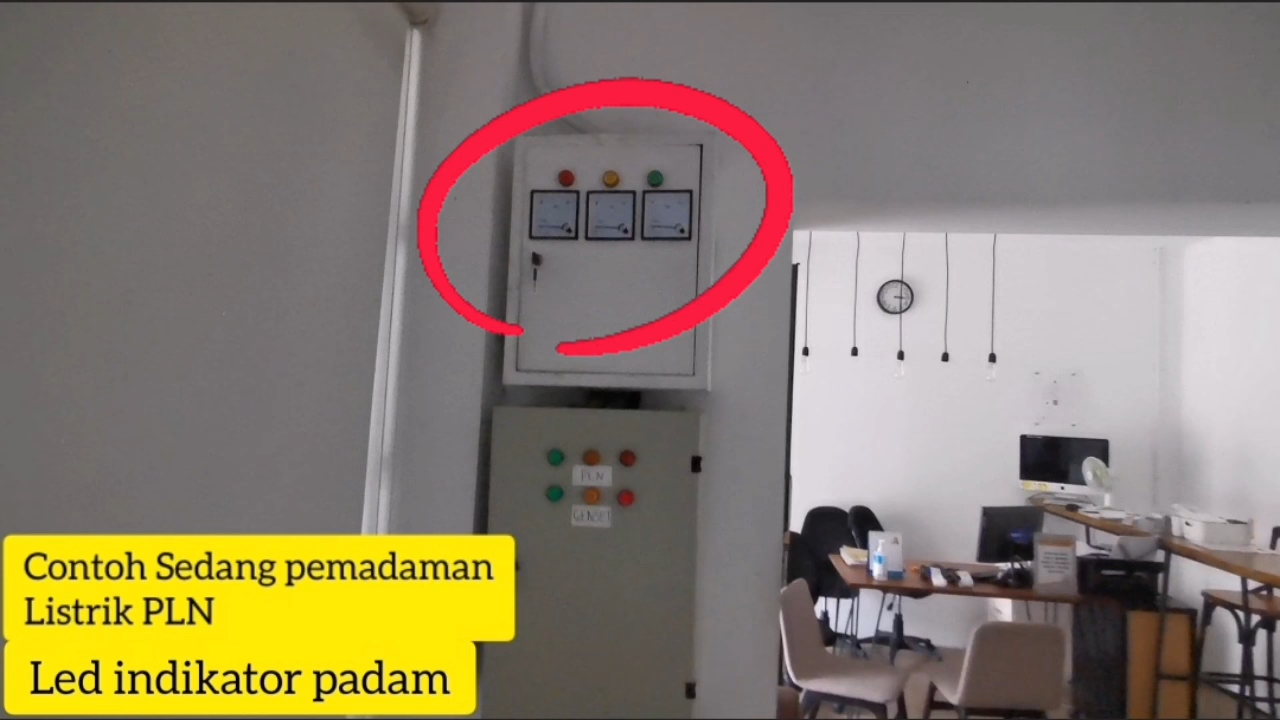 PLN
GENSET
Contoh Sedang pemadaman
Listrik PLN
Led indikator padam